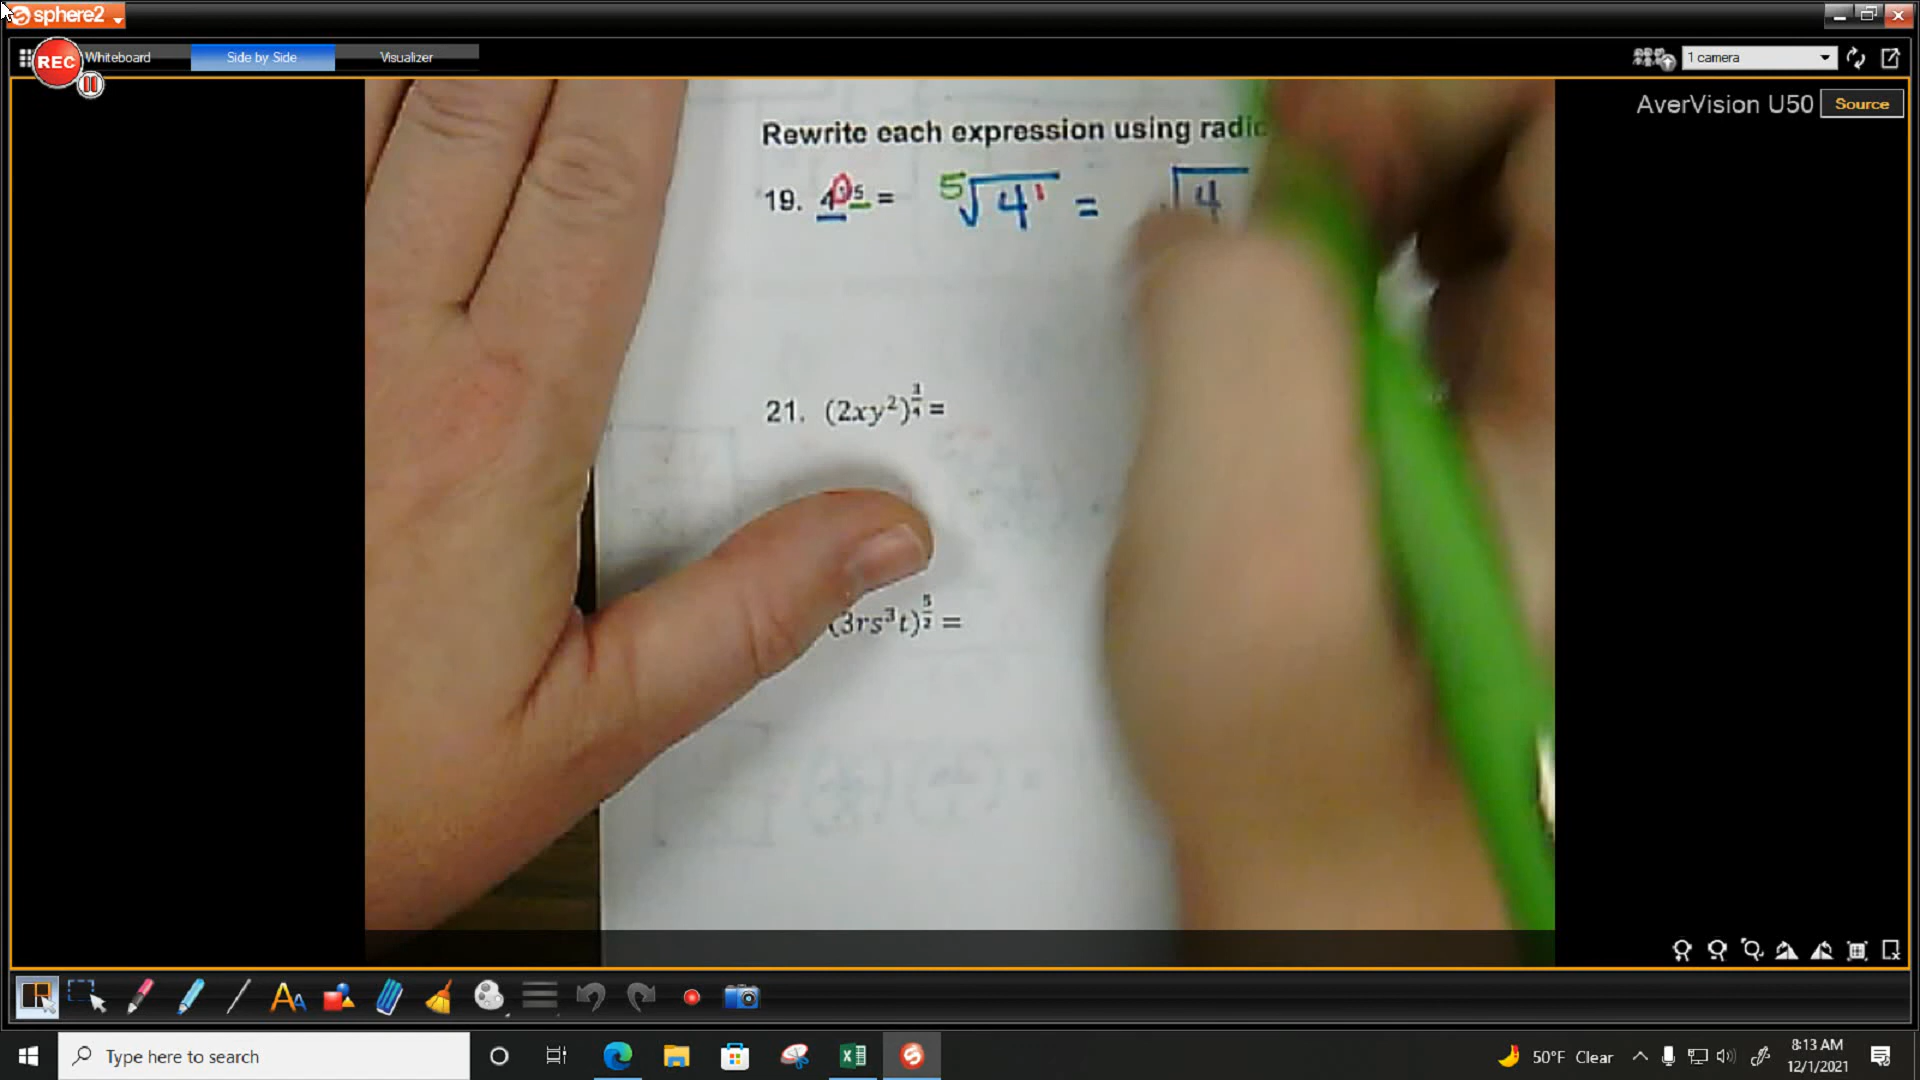 sphere2
REC Whiteboard Side by Side Visualizer 1 camera
AverVision U50 Source
Rewrite each expression using radic
19. 4^{1/5} = ⁵√4¹ = √4
21. (2xy²)^{3/4} =
(3rs³t)^{5/2} =
Type here to search
50°F Clear
8:13 AM
12/1/2021